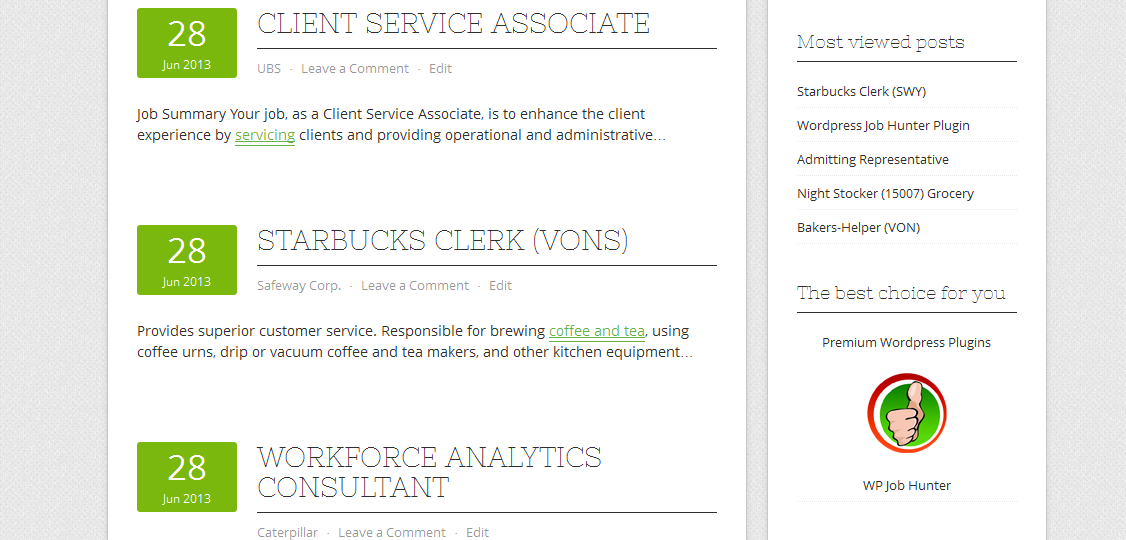 28
Jun 2013
CLIENT SERVICE ASSOCIATE
UBS · Leave a Comment · Edit
Job Summary Your job, as a Client Service Associate, is to enhance the client
experience by servicing clients and providing operational and administrative…
28
Jun 2013
STARBUCKS CLERK (VONS)
Safeway Corp. · Leave a Comment · Edit
Provides superior customer service. Responsible for brewing coffee and tea, using
coffee urns, drip or vacuum coffee and tea makers, and other kitchen equipment…
28
Jun 2013
WORKFORCE ANALYTICS
CONSULTANT
Caterpillar · Leave a Comment · Edit
Most viewed posts
Starbucks Clerk (SWY)
Wordpress Job Hunter Plugin
Admitting Representative
Night Stocker (15007) Grocery
Bakers-Helper (VON)
The best choice for you
Premium Wordpress Plugins
WP Job Hunter